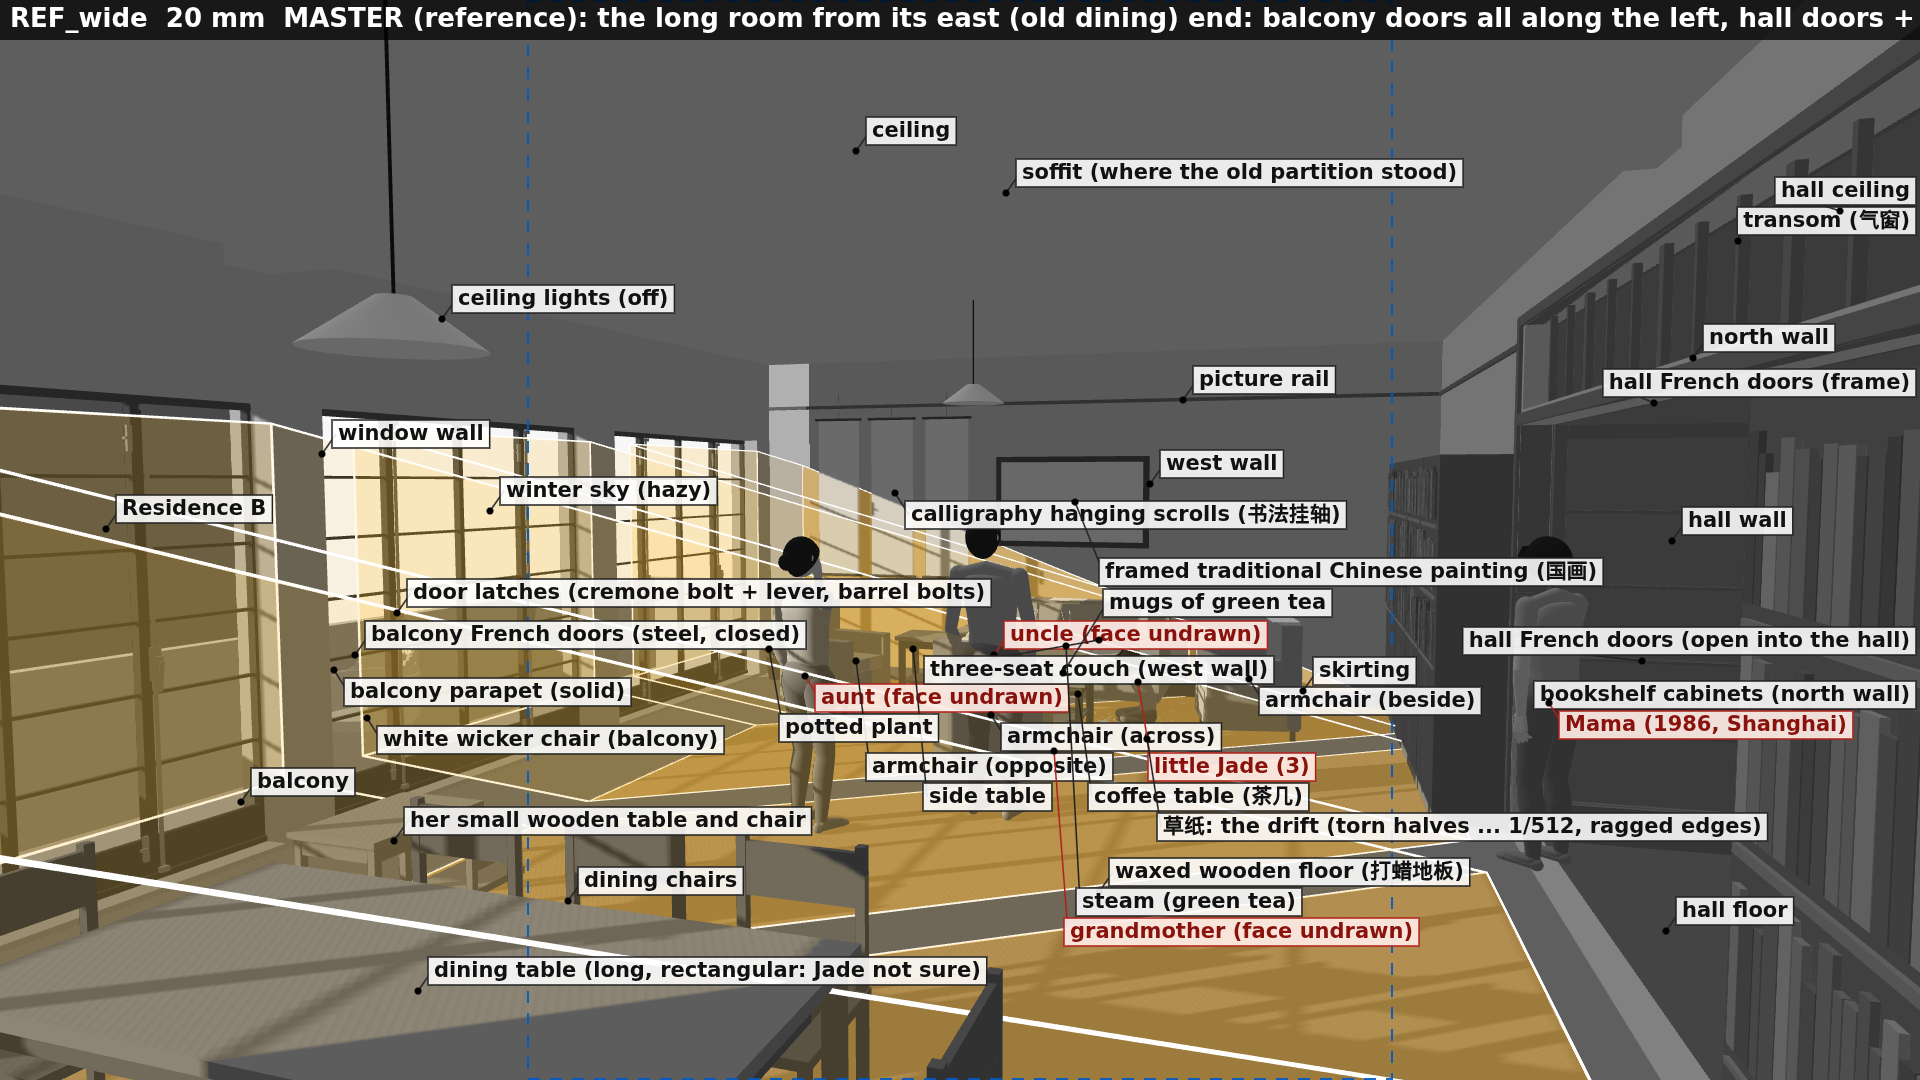 REF_wide 20 mm MASTER (reference): the long room from its east (old dining) end: balcony doors all along the left, hall doors +
ceiling
soffit (where the old partition stood)
hall ceiling
transom (气窗)
ceiling lights (off)
north wall
picture rail
hall French doors (frame)
window wall
west wall
winter sky (hazy)
Residence B
calligraphy hanging scrolls (书法挂轴)
hall wall
framed traditional Chinese painting (国画)
door latches (cremone bolt + lever, barrel bolts)
mugs of green tea
balcony French doors (steel, closed)
uncle (face undrawn)
hall French doors (open into the hall)
three-seat couch (west wall)
skirting
balcony parapet (solid)
aunt (face undrawn)
armchair (beside)
bookshelf cabinets (north wall)
Mama (1986, Shanghai)
potted plant
white wicker chair (balcony)
armchair (across)
armchair (opposite)
little Jade (3)
balcony
side table
coffee table (茶几)
her small wooden table and chair
草纸: the drift (torn halves ... 1/512, ragged edges)
waxed wooden floor (打蜡地板)
dining chairs
steam (green tea)
hall floor
grandmother (face undrawn)
dining table (long, rectangular: Jade not sure)